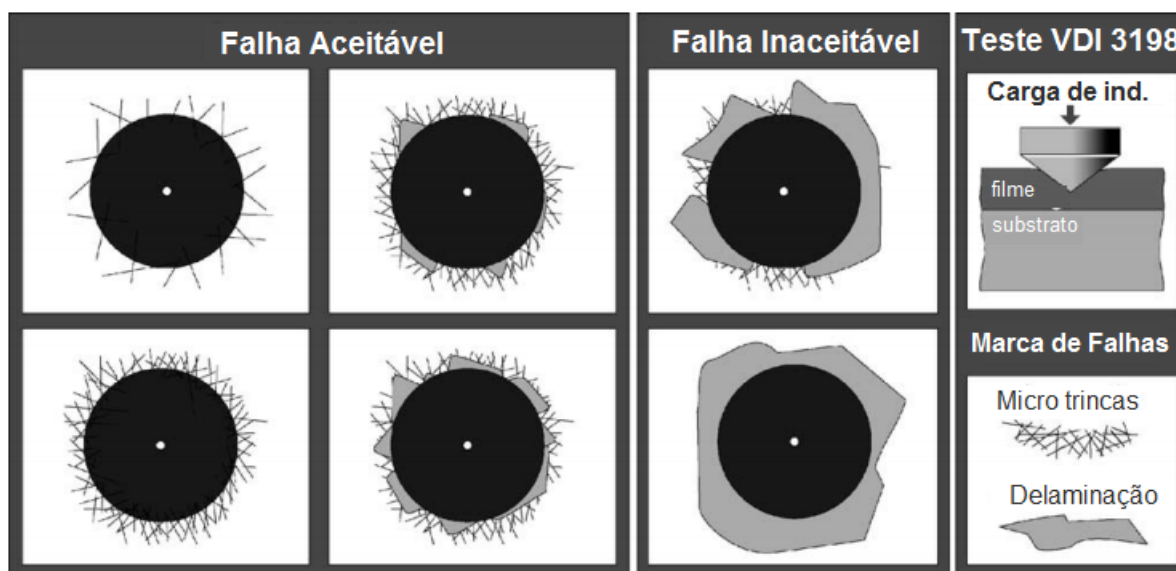 Falha Aceitável
Falha Inaceitável
Teste VDI 3198
Carga de ind.
filme
substrato
Marca de Falhas
Micro trincas
Delaminação